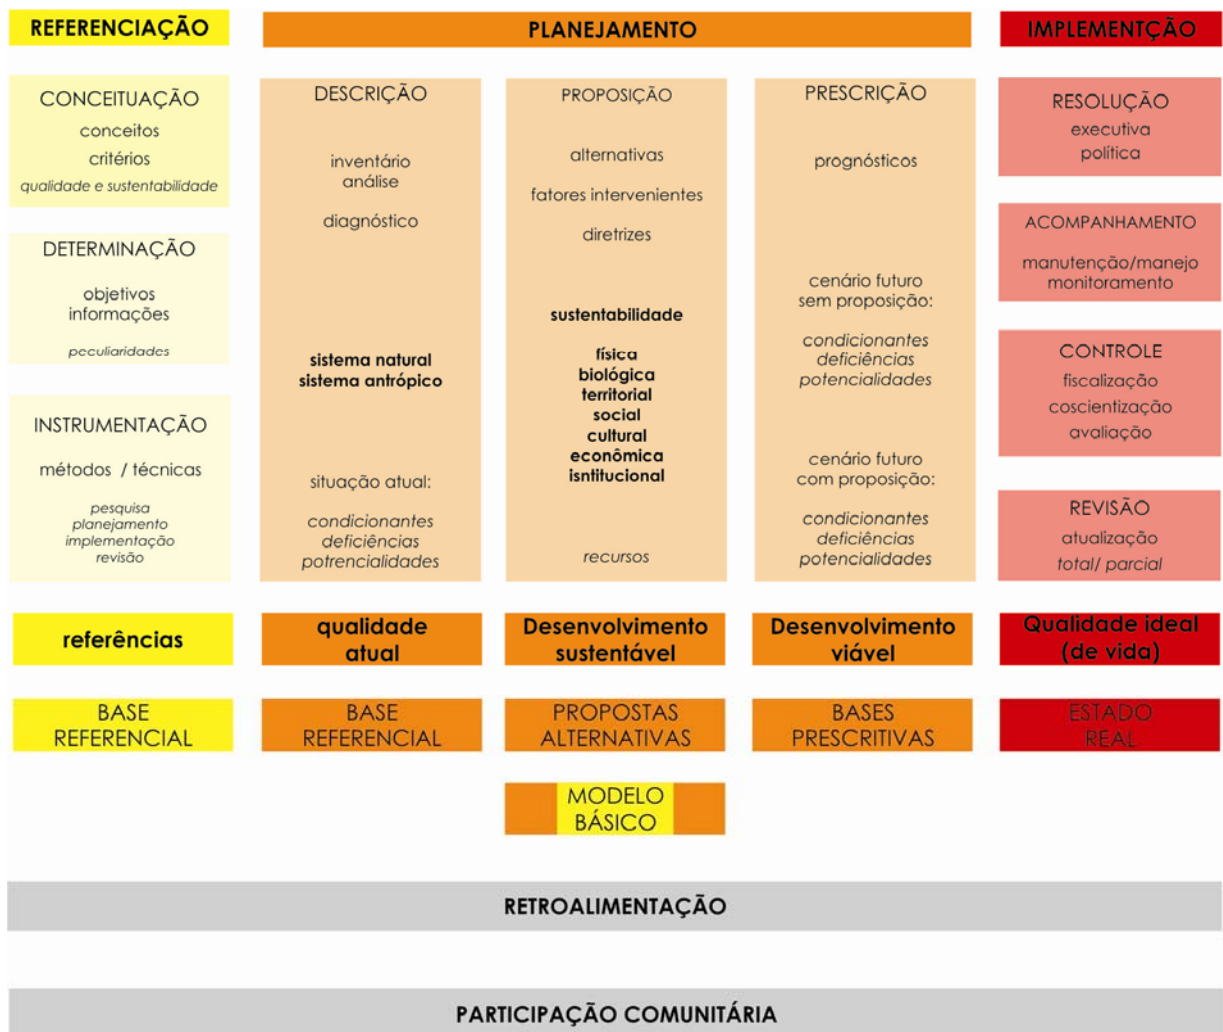 REFERENCIAÇÃO
PLANEJAMENTO
IMPLEMENTÇÃO
CONCEITUAÇÃO
conceitos
critérios
qualidade e sustentabilidade
DETERMINAÇÃO
objetivos
informações
peculiaridades
INSTRUMENTAÇÃO
métodos / técnicas
pesquisa
planejamento
implementação
revisão
DESCRIÇÃO
inventário
análise
diagnóstico
sistema natural
sistema antrópico
situação atual:
condicionantes
deficiências
potrencialidades
PROPOSIÇÃO
alternativas
fatores intervenientes
diretrizes
sustentabilidade
física
biológica
territorial
social
cultural
econômica
isntitucional
recursos
PRESCRIÇÃO
prognósticos
cenário futuro
sem proposição:
condicionantes
deficiências
potencialidades
cenário futuro
com proposição:
condicionantes
deficiências
potencialidades
RESOLUÇÃO
executiva
política
ACOMPANHAMENTO
manutenção/manejo
monitoramento
CONTROLE
fiscalização
coscientização
avaliação
REVISÃO
atualização
total/ parcial
referências
qualidade
atual
Desenvolvimento
sustentável
Desenvolvimento
viável
Qualidade ideal
(de vida)
BASE
REFERENCIAL
BASE
REFERENCIAL
PROPOSTAS
ALTERNATIVAS
BASES
PRESCRITIVAS
ESTADO
REAL
MODELO
BÁSICO
RETROALIMENTAÇÃO
PARTICIPAÇÃO COMUNITÁRIA